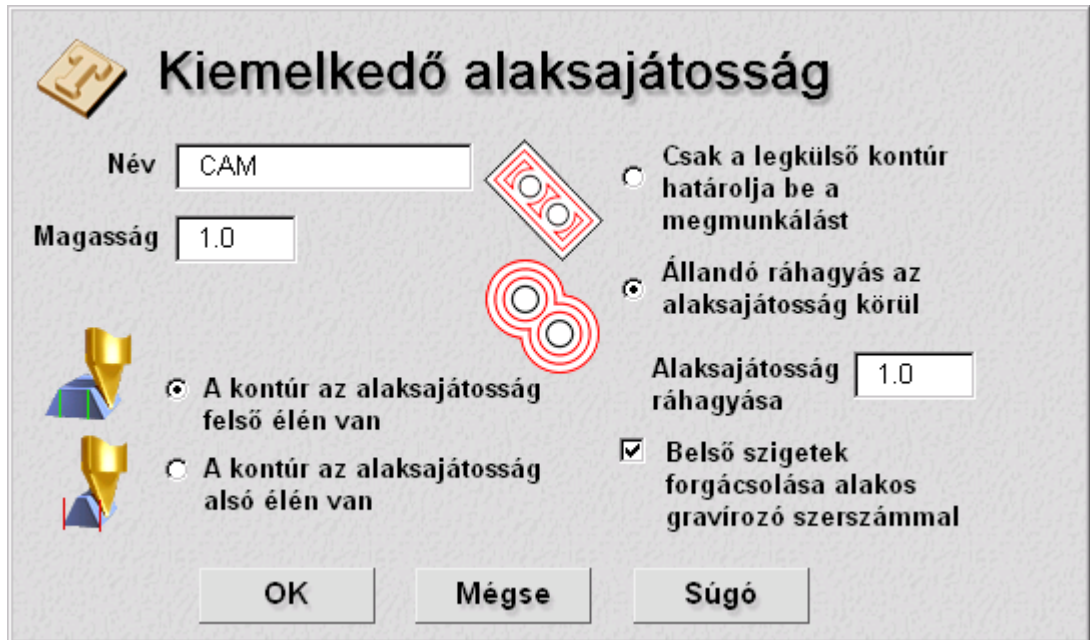 Kiemelkedő alaksajátosság
Név
CAM
Magasság
1.0
Csak a legkülső kontúr
határolja be a
megmunkálást
Állandó ráhagyás az
alaksajátosság körül
A kontúr az alaksajátosság
felső élén van
A kontúr az alaksajátosság
alsó élén van
Alaksajátosság
ráhagyása
1.0
Belső szigetek
forgácsolása alakos
gravírozó szerszámmal
OK
Mégse
Súgó